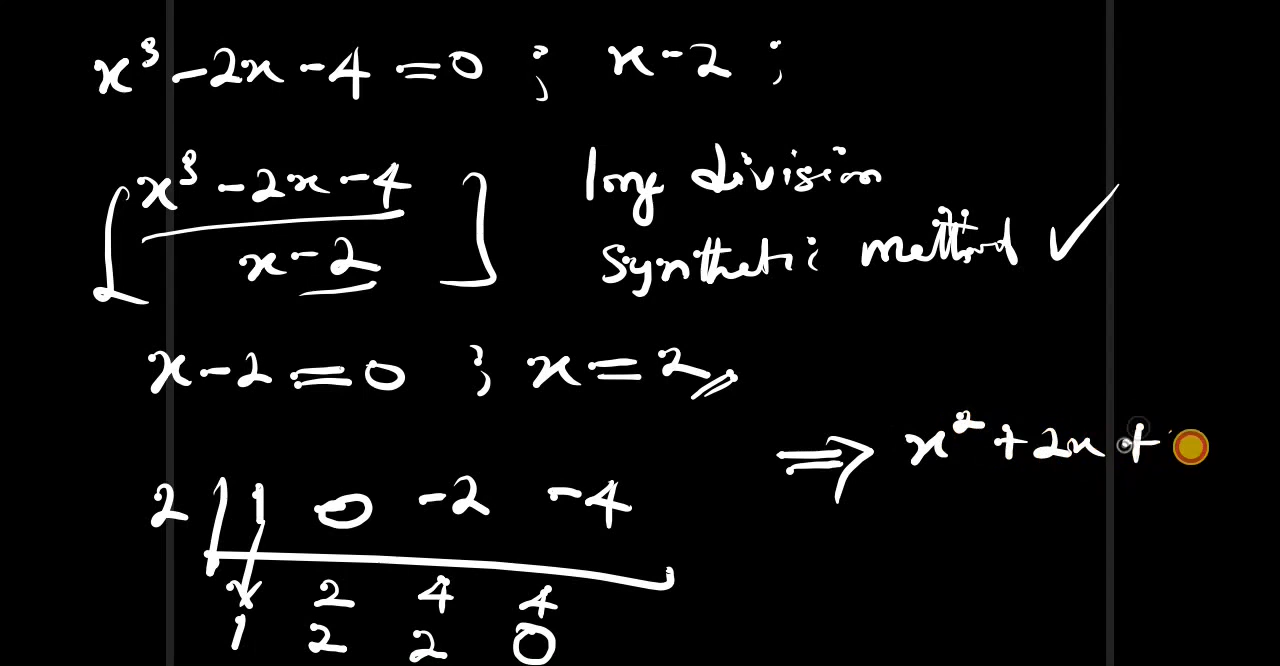 x³ - 2x - 4 = 0 ; x - 2 ;
[ (x³ - 2x - 4) / (x - 2) ]
long division
synthetic method ✓
x - 2 = 0 ; x = 2
⇒ x² + 2x +
2 | 1 0 -2 -4
2 4 4
1 2 2 0